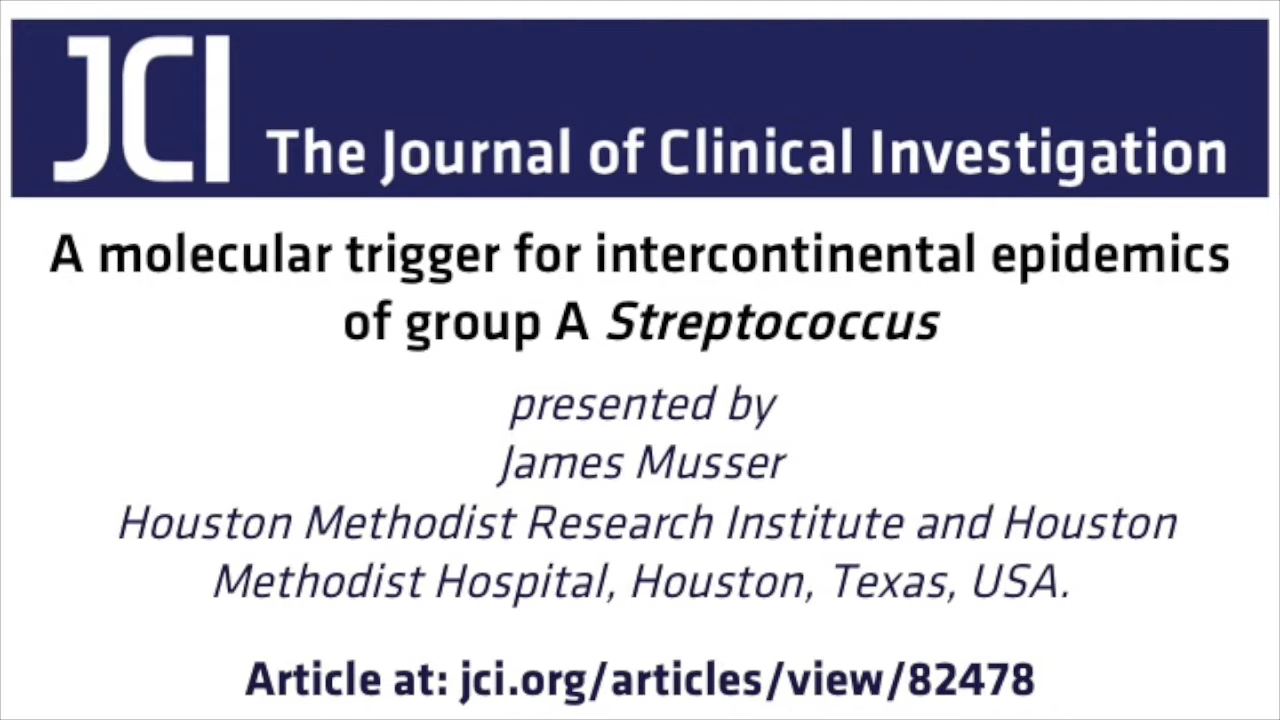 JCI The Journal of Clinical Investigation
A molecular trigger for intercontinental epidemics
of group A Streptococcus
presented by
James Musser
Houston Methodist Research Institute and Houston
Methodist Hospital, Houston, Texas, USA.
Article at: jci.org/articles/view/82478